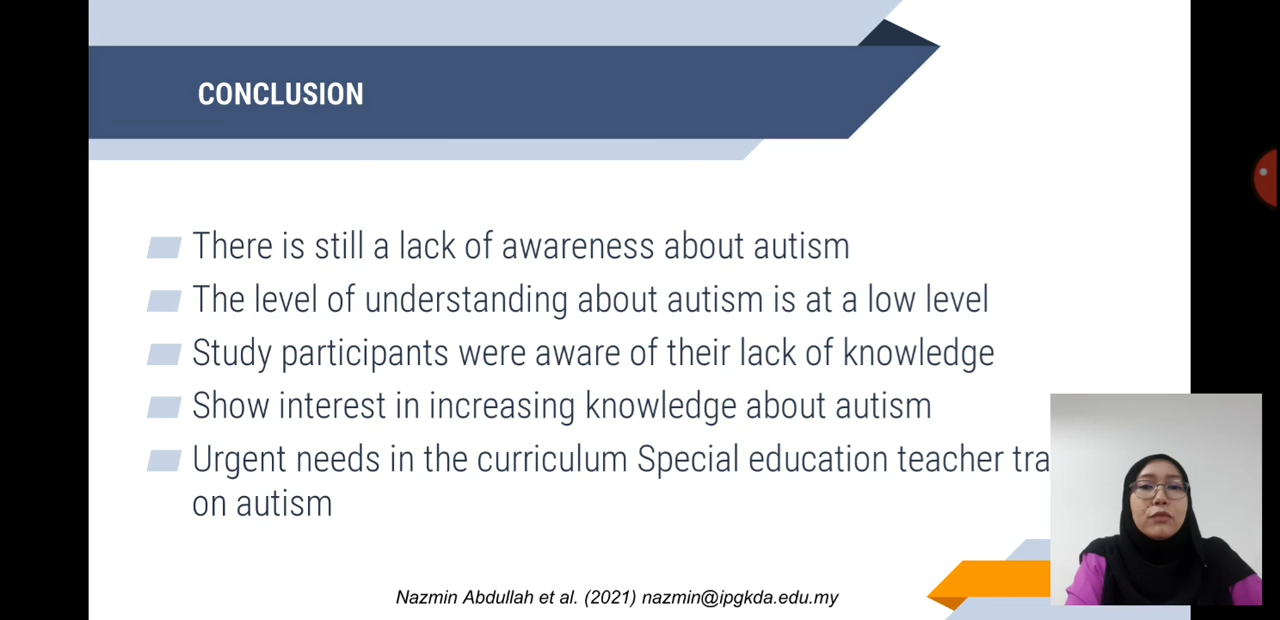 CONCLUSION
There is still a lack of awareness about autism
The level of understanding about autism is at a low level
Study participants were aware of their lack of knowledge
Show interest in increasing knowledge about autism
Urgent needs in the curriculum Special education teacher tra
on autism
Nazmin Abdullah et al. (2021) nazmin@ipgkda.edu.my